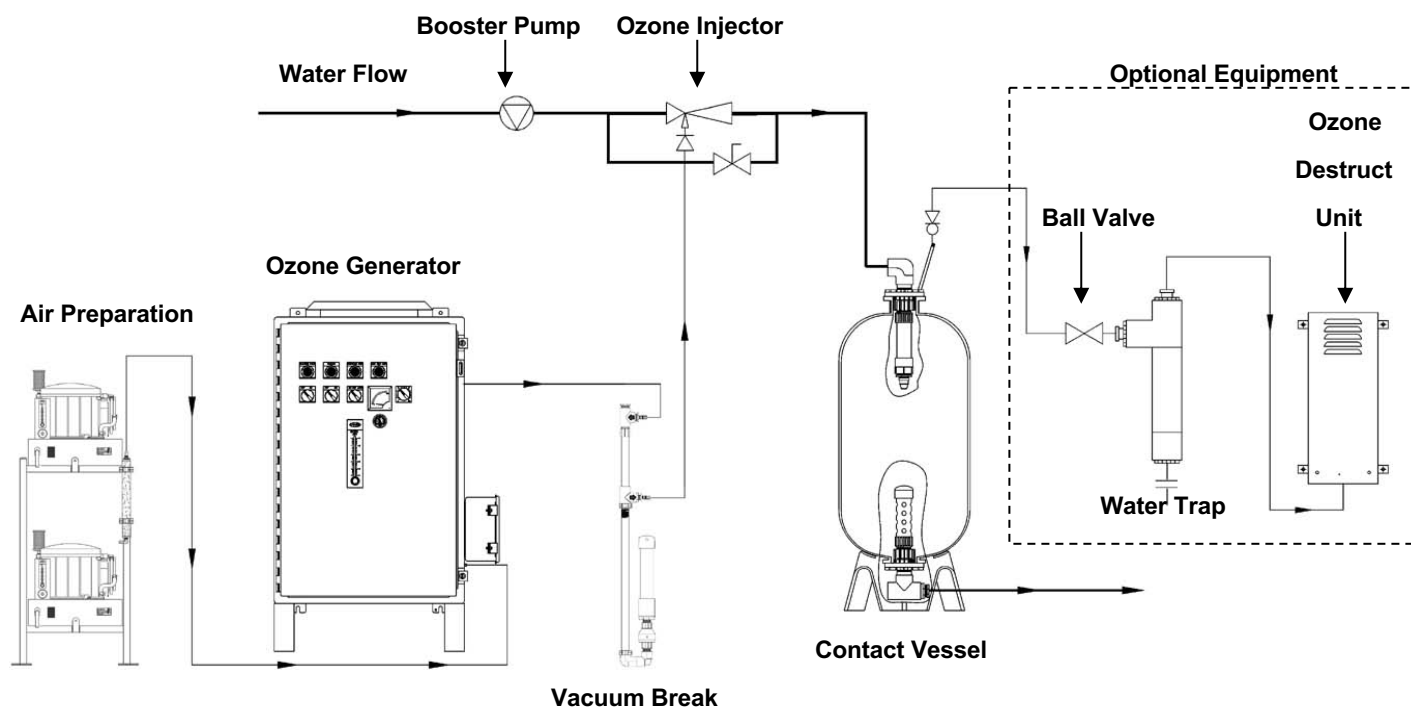 Booster Pump
Ozone Injector
Water Flow
Optional Equipment
Ozone
Destruct
Unit
Ball Valve
Ozone Generator
Air Preparation
Water Trap
Contact Vessel
Vacuum Break